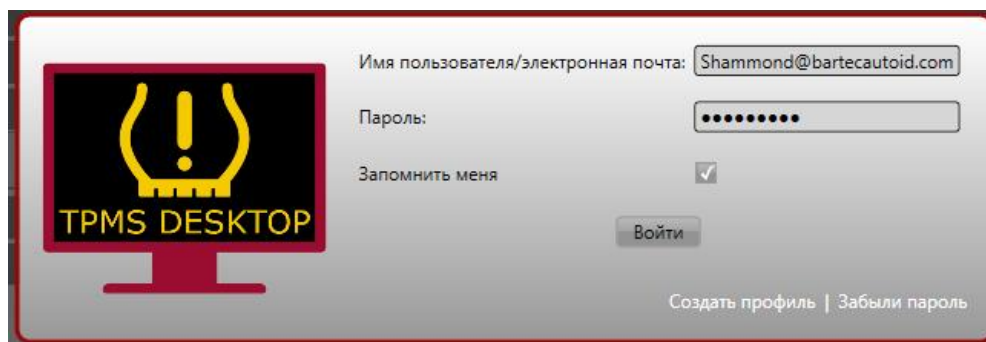 Имя пользователя/электронная почта: Shammond@bartecautoid.com
Пароль: •••••••••
Запомнить меня
TPMS DESKTOP
Войти
Создать профиль | Забыли пароль